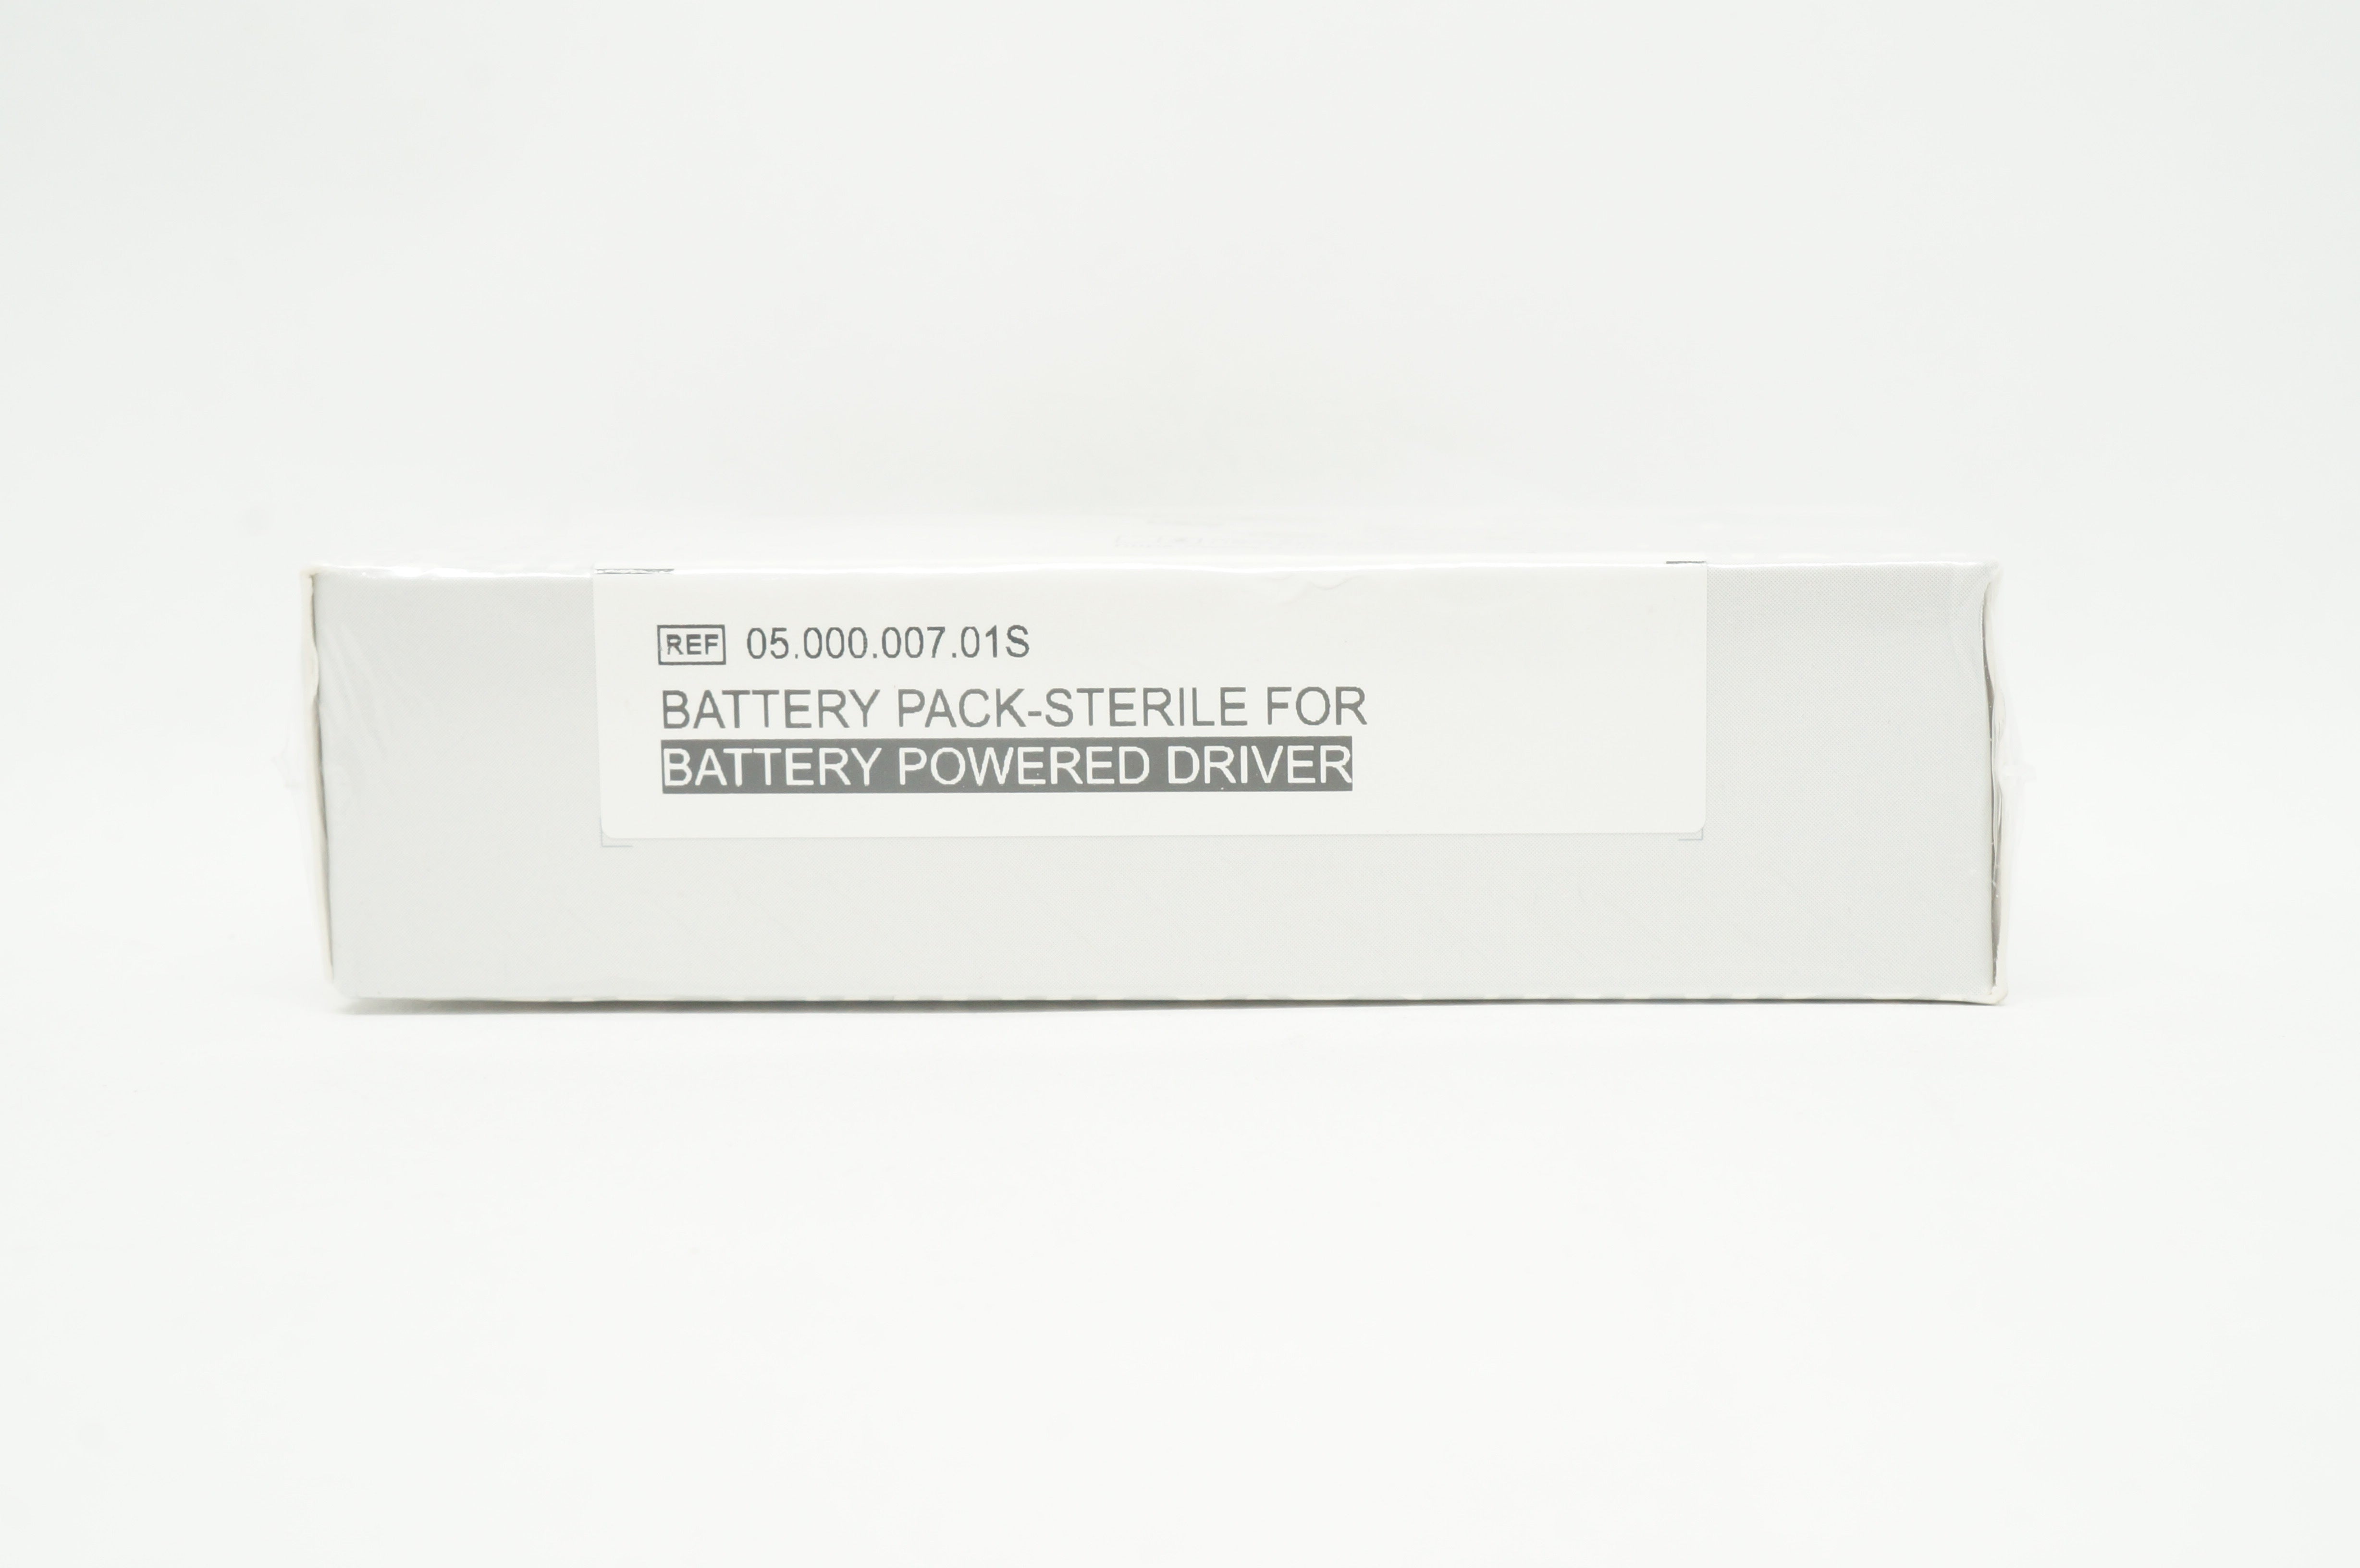 REF 05.000.007.01S
BATTERY PACK-STERILE FOR
BATTERY POWERED DRIVER